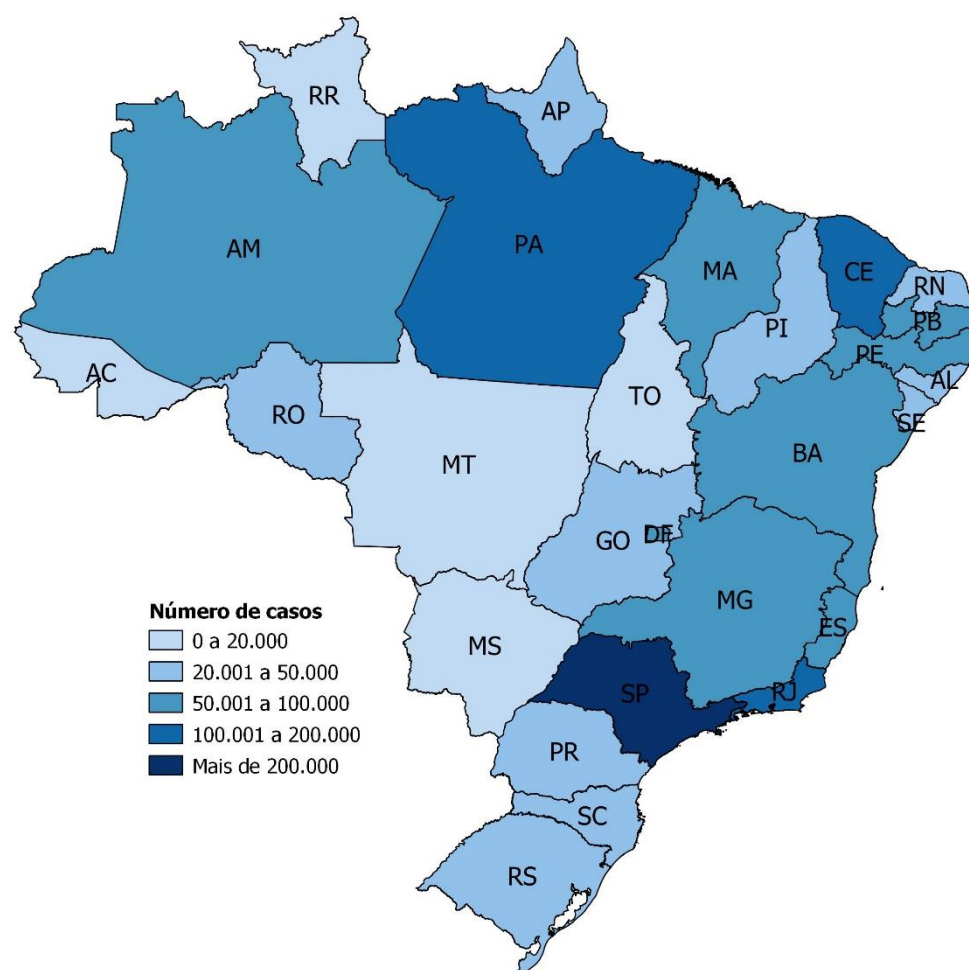 RR
AP
AM
PA
MA
CE
RN
PB
PI
PE
AC
AL
TO
RO
SE
BA
MT
GO
DF
MG
Número de casos
0 a 20.000
20.001 a 50.000
50.001 a 100.000
100.001 a 200.000
Mais de 200.000
MS
ES
SP
RJ
PR
SC
RS